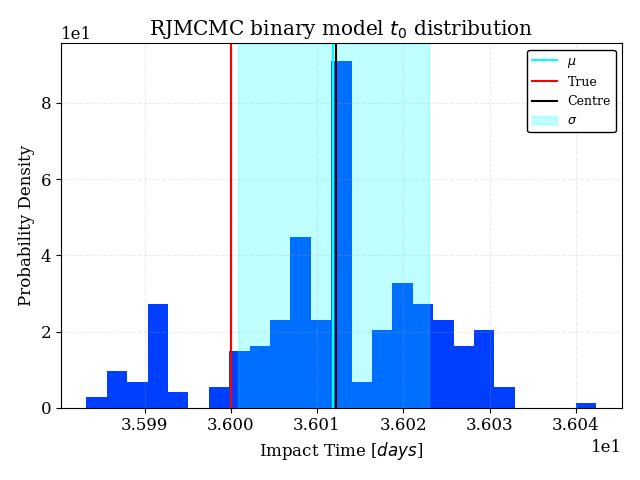 RJMCMC binary model t₀ distribution
1e1
μ
True
Centre
σ
Probability Density
8
6
4
2
0
3.599 3.600 3.601 3.602 3.603 3.604
1e1
Impact Time [days]